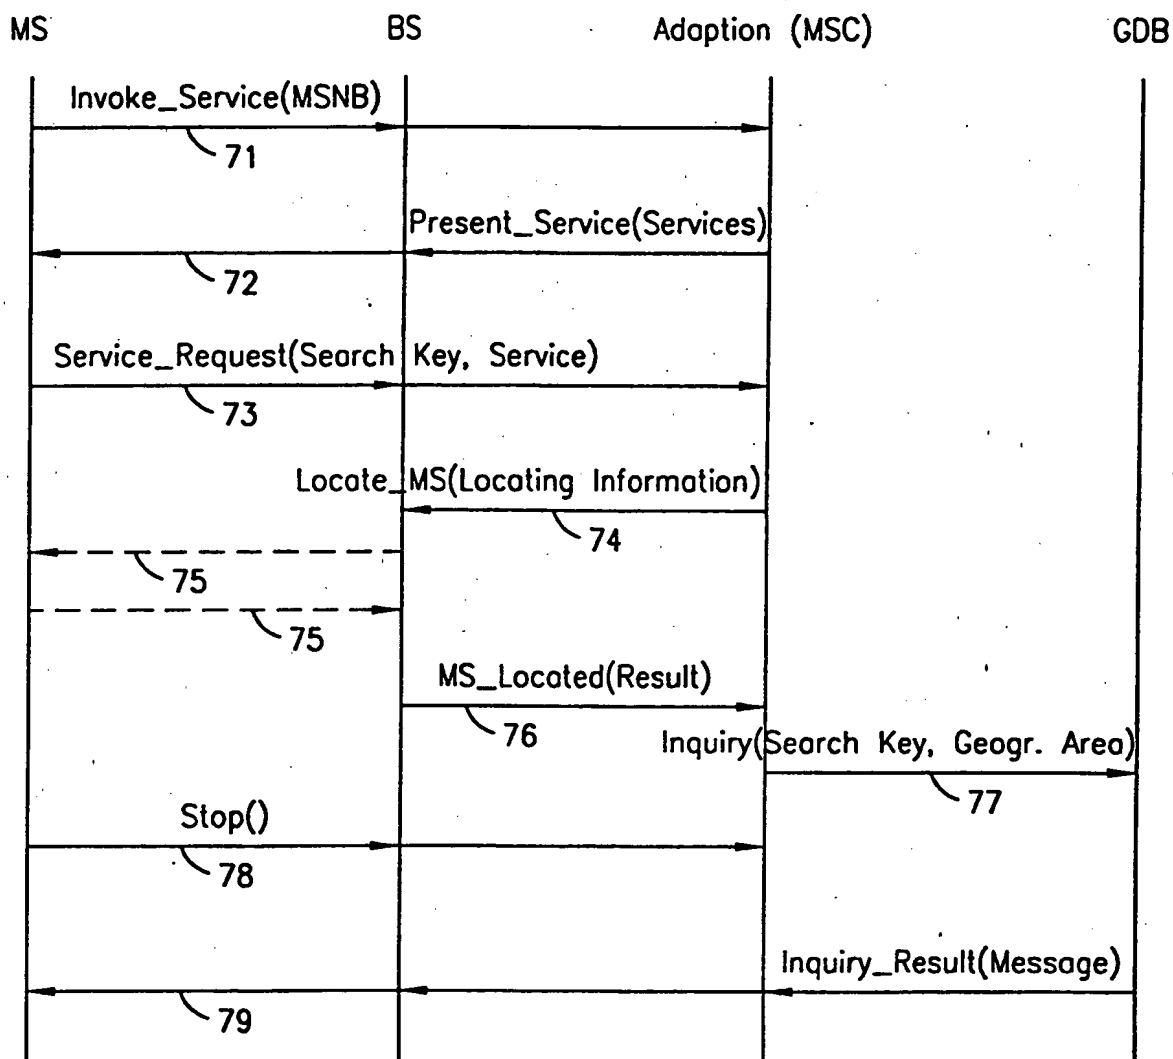 MS BS Adaption (MSC) GDB
Invoke_Service(MSNB)
71
Present_Service(Services)
72
Service_Request(Search Key, Service)
73
Locate_MS(Locating Information)
74
75
75
MS_Located(Result)
76
Inquiry(Search Key, Geogr. Area)
77
Stop()
78
Inquiry_Result(Message)
79